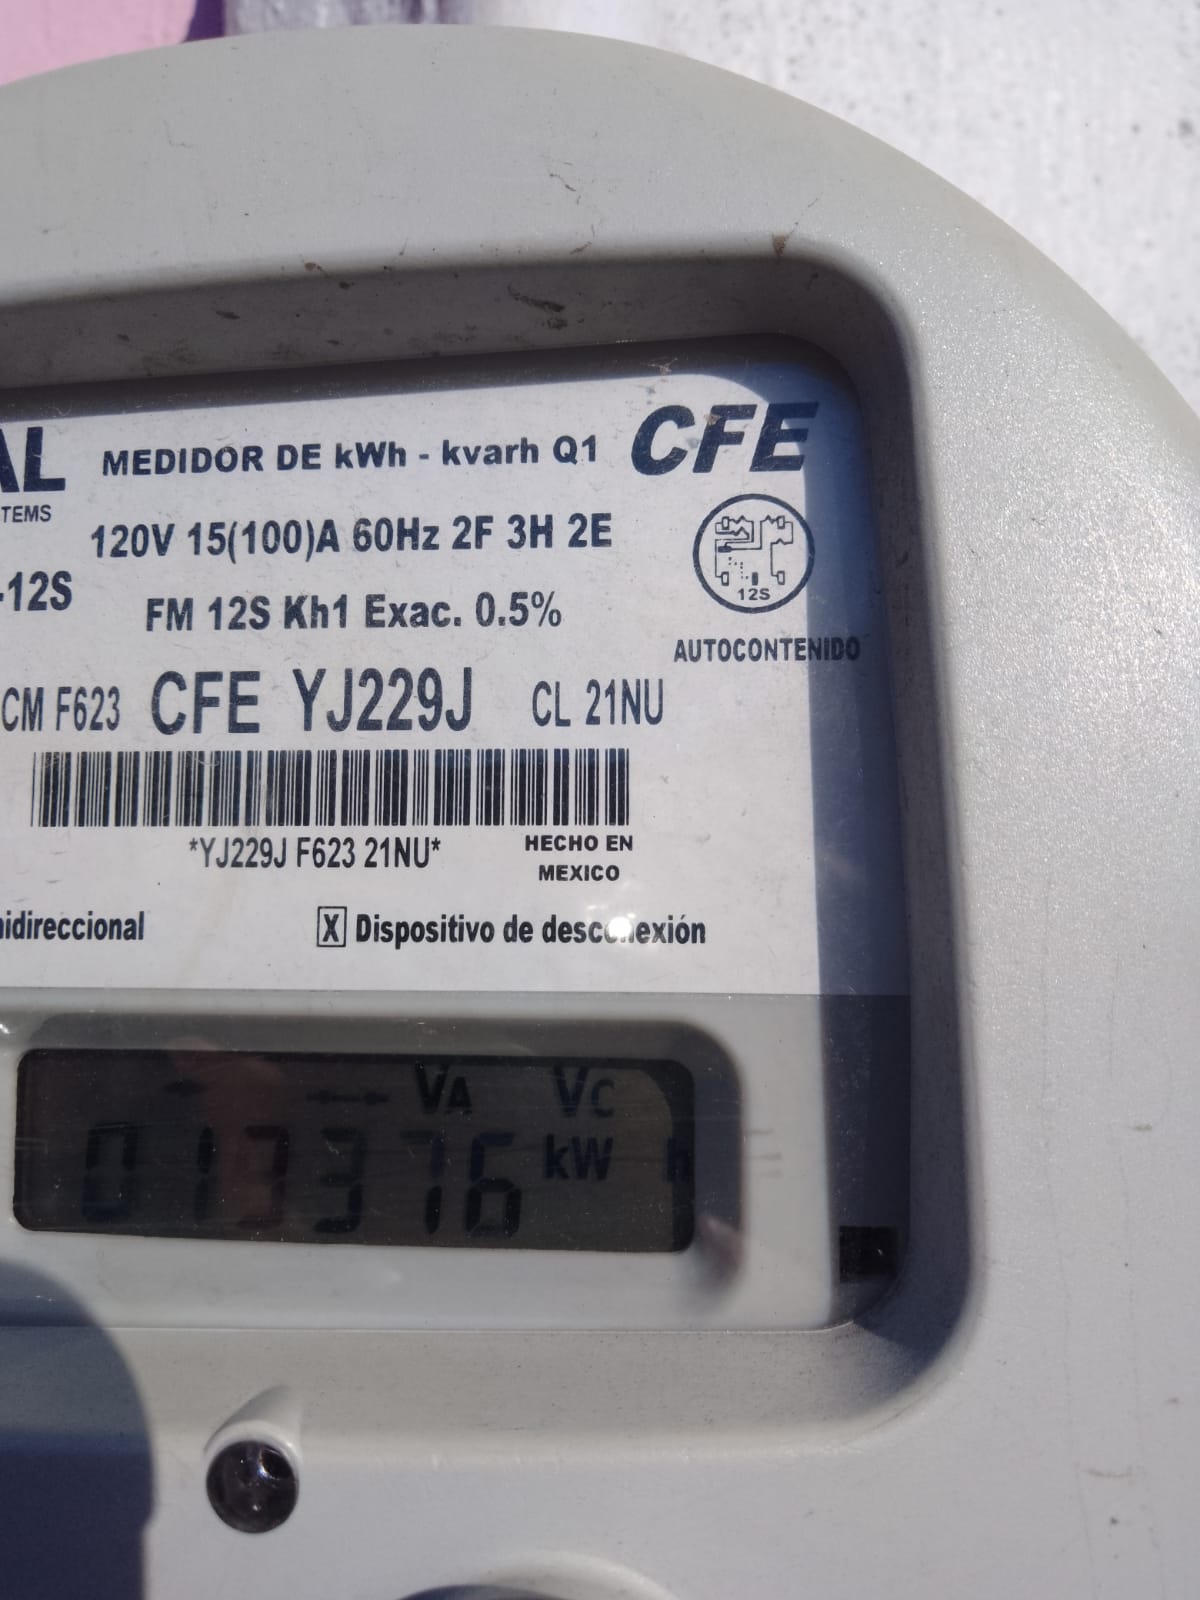 AL MEDIDOR DE kWh - kvarh Q1 CFE
TEMS
120V 15(100)A 60Hz 2F 3H 2E
-12S
12S
FM 12S Kh1 Exac. 0.5%
AUTOCONTENIDO
CM F623 CFE YJ229J CL 21NU
*YJ229J F623 21NU*
HECHO EN
MEXICO
nidireccional
X Dispositivo de desconexión
VA VC
013376 kW h